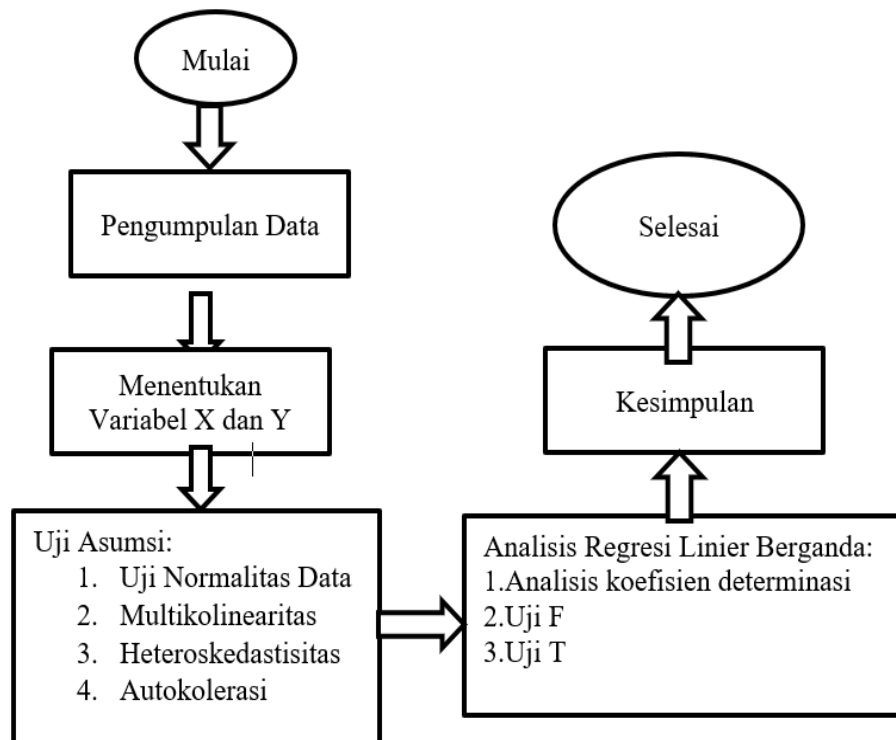 Mulai
Pengumpulan Data
Menentukan
Variabel X dan Y
Uji Asumsi:
1. Uji Normalitas Data
2. Multikolinearitas
3. Heteroskedastisitas
4. Autokolerasi
Analisis Regresi Linier Berganda:
1.Analisis koefisien determinasi
2.Uji F
3.Uji T
Kesimpulan
Selesai